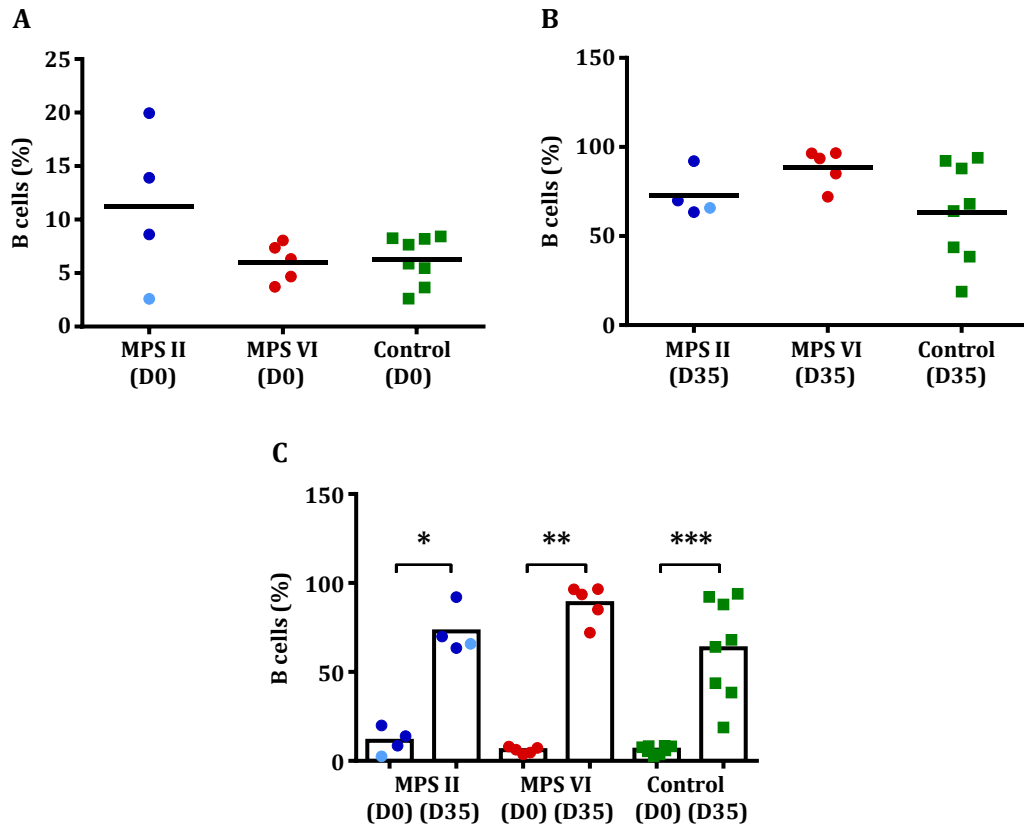 A
B cells (%)
25
20
15
10
5
0
MPS II
(D0)
MPS VI
(D0)
Control
(D0)
B
B cells (%)
150
100
50
0
MPS II
(D35)
MPS VI
(D35)
Control
(D35)
C
B cells (%)
150
100
50
0
* ** ***
MPS II MPS VI Control
(D0) (D35) (D0) (D35) (D0) (D35)